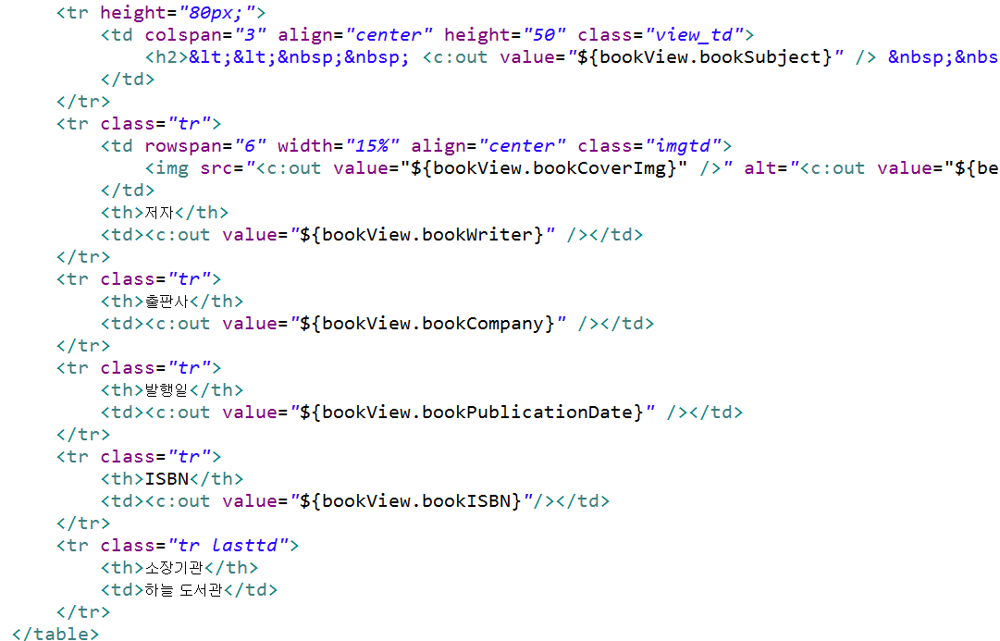 <tr height="80px;">
<td colspan="3" align="center" height="50" class="view_td">
<h2>&lt;&lt;&nbsp;&nbsp; <c:out value="${bookView.bookSubject}" /> &nbsp;&nbs
</td>
</tr>
<tr class="tr">
<td rowspan="6" width="15%" align="center" class="imgtd">
<img src="<c:out value="${bookView.bookCoverImg}" />" alt="<c:out value="${be
</td>
<th>저자</th>
<td><c:out value="${bookView.bookWriter}" /></td>
</tr>
<tr class="tr">
<th>출판사</th>
<td><c:out value="${bookView.bookCompany}" /></td>
</tr>
<tr class="tr">
<th>발행일</th>
<td><c:out value="${bookView.bookPublicationDate}" /></td>
</tr>
<tr class="tr">
<th>ISBN</th>
<td><c:out value="${bookView.bookISBN}"/></td>
</tr>
<tr class="tr lasttd">
<th>소장기관</th>
<td>하늘 도서관</td>
</tr>
</table>